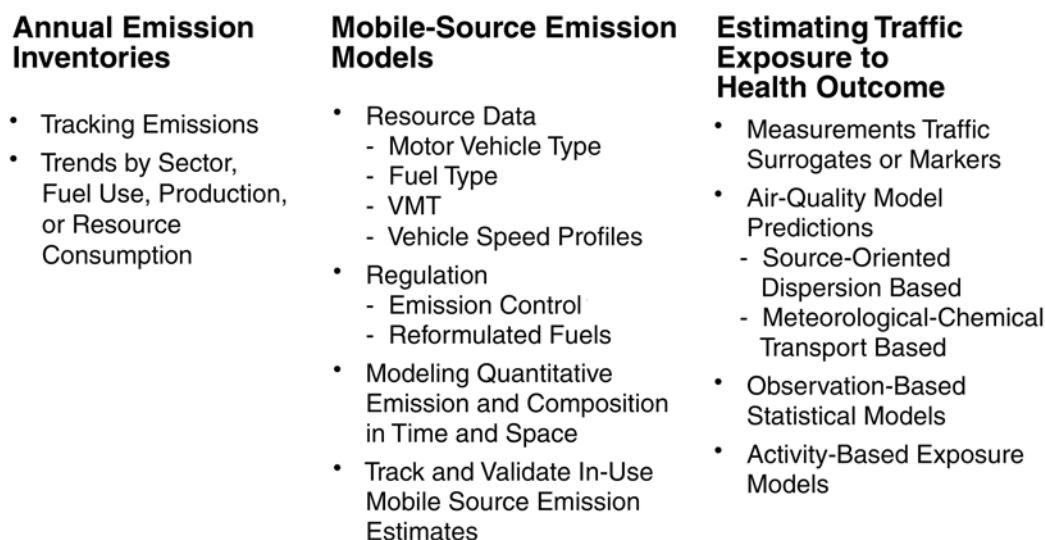 Annual Emission
Inventories
• Tracking Emissions
• Trends by Sector,
Fuel Use, Production,
or Resource
Consumption
Mobile-Source Emission
Models
• Resource Data
- Motor Vehicle Type
- Fuel Type
- VMT
- Vehicle Speed Profiles
• Regulation
- Emission Control
- Reformulated Fuels
• Modeling Quantitative
Emission and Composition
in Time and Space
• Track and Validate In-Use
Mobile Source Emission
Estimates
Estimating Traffic
Exposure to
Health Outcome
• Measurements Traffic
Surrogates or Markers
• Air-Quality Model
Predictions
- Source-Oriented
Dispersion Based
- Meteorological-Chemical
Transport Based
• Observation-Based
Statistical Models
• Activity-Based Exposure
Models